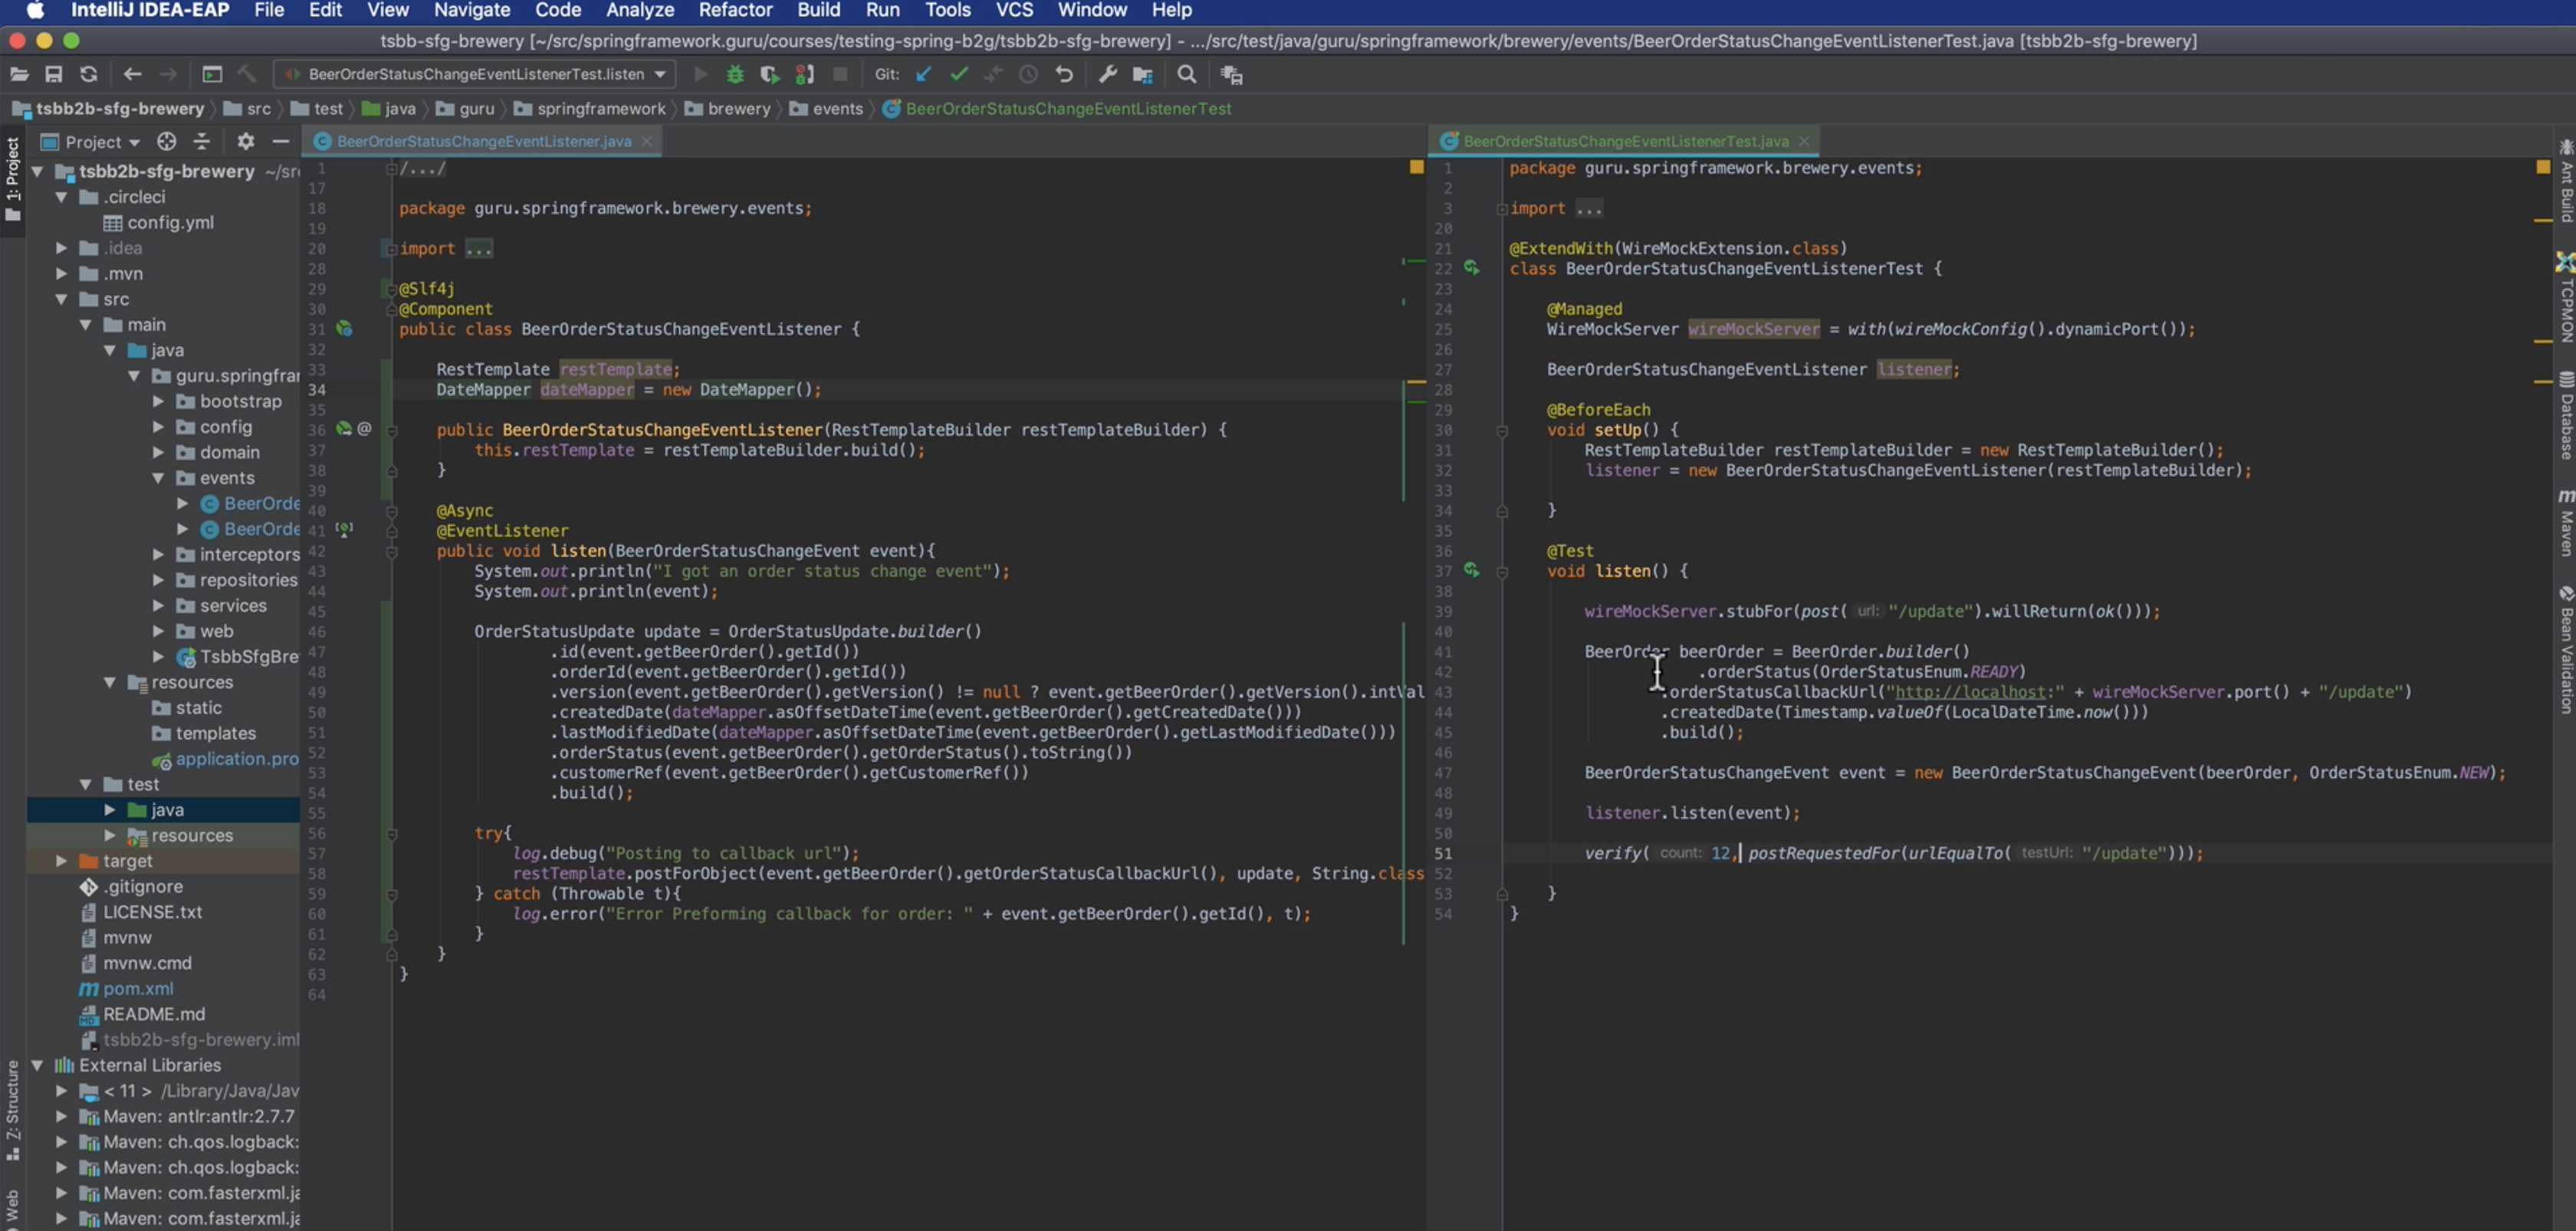 IntelliJ IDEA-EAP File Edit View Navigate Code Analyze Refactor Build Run Tools VCS Window Help
tsbb-sfg-brewery [~/src/springframework.guru/courses/testing-spring-b2g/tsbb2b-sfg-brewery] - .../src/test/java/guru/springframework/brewery/events/BeerOrderStatusChangeEventListenerTest.java [tsbb2b-sfg-brewery]
BeerOrderStatusChangeEventListenerTest.listen Git:
tsbb2b-sfg-brewery src test java guru springframework brewery events BeerOrderStatusChangeEventListenerTest
1: Project
Z: Structure
Web
Project
tsbb2b-sfg-brewery ~/sr
.circleci
config.yml
.idea
.mvn
src
main
java
guru.springfrar
bootstrap
config
domain
events
BeerOrde
BeerOrde
interceptors
repositories
services
web
TsbbSfgBre
resources
static
templates
application.pro
test
java
resources
target
.gitignore
LICENSE.txt
mvnw
mvnw.cmd
pom.xml
README.md
tsbb2b-sfg-brewery.iml
External Libraries
< 11 > /Library/Java/Jav
Maven: antlr:antlr:2.7.7
Maven: ch.qos.logback:
Maven: ch.qos.logback:
Maven: com.fasterxml.ja
Maven: com.fasterxml.ja
BeerOrderStatusChangeEventListener.java
1 /.../
17
18 package guru.springframework.brewery.events;
19
20 import ...
28
29 @Slf4j
30 @Component
31 public class BeerOrderStatusChangeEventListener {
32
33 RestTemplate restTemplate;
34 DateMapper dateMapper = new DateMapper();
35
36 @ public BeerOrderStatusChangeEventListener(RestTemplateBuilder restTemplateBuilder) {
37 this.restTemplate = restTemplateBuilder.build();
38 }
39
40 @Async
41 @EventListener
42 public void listen(BeerOrderStatusChangeEvent event){
43 System.out.println("I got an order status change event");
44 System.out.println(event);
45
46 OrderStatusUpdate update = OrderStatusUpdate.builder()
47 .id(event.getBeerOrder().getId())
48 .orderId(event.getBeerOrder().getId())
49 .version(event.getBeerOrder().getVersion() != null ? event.getBeerOrder().getVersion().intVal
50 .createdDate(dateMapper.asOffsetDateTime(event.getBeerOrder().getCreatedDate()))
51 .lastModifiedDate(dateMapper.asOffsetDateTime(event.getBeerOrder().getLastModifiedDate()))
52 .orderStatus(event.getBeerOrder().getOrderStatus().toString())
53 .customerRef(event.getBeerOrder().getCustomerRef())
54 .build();
55
56 try{
57 log.debug("Posting to callback url");
58 restTemplate.postForObject(event.getBeerOrder().getOrderStatusCallbackUrl(), update, String.class
59 } catch (Throwable t){
60 log.error("Error Preforming callback for order: " + event.getBeerOrder().getId(), t);
61 }
62 }
63 }
64
BeerOrderStatusChangeEventListenerTest.java
1 package guru.springframework.brewery.events;
2
3 import ...
20
21 @ExtendWith(WireMockExtension.class)
22 class BeerOrderStatusChangeEventListenerTest {
23
24 @Managed
25 WireMockServer wireMockServer = with(wireMockConfig().dynamicPort());
26
27 BeerOrderStatusChangeEventListener listener;
28
29 @BeforeEach
30 void setUp() {
31 RestTemplateBuilder restTemplateBuilder = new RestTemplateBuilder();
32 listener = new BeerOrderStatusChangeEventListener(restTemplateBuilder);
33
34 }
35
36 @Test
37 void listen() {
38
39 wireMockServer.stubFor(post( url: "/update").willReturn(ok()));
40
41 BeerOrder beerOrder = BeerOrder.builder()
42 .orderStatus(OrderStatusEnum.READY)
43 .orderStatusCallbackUrl("http://localhost:" + wireMockServer.port() + "/update")
44 .createdDate(Timestamp.valueOf(LocalDateTime.now()))
45 .build();
46
47 BeerOrderStatusChangeEvent event = new BeerOrderStatusChangeEvent(beerOrder, OrderStatusEnum.NEW);
48
49 listener.listen(event);
50
51 verify( count: 12, postRequestedFor(urlEqualTo( testUrl: "/update")));
52
53 }
54 }
Ant Build
TCPMON
Database
Maven
Bean Validation